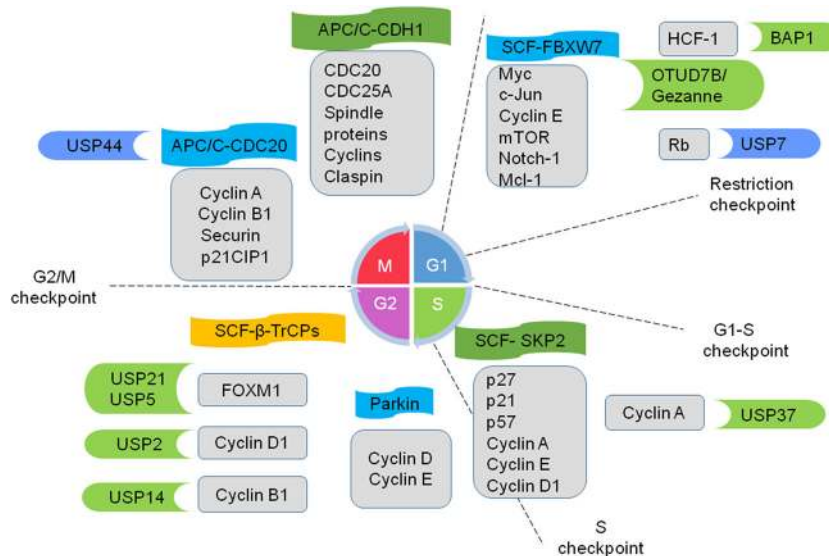 APC/C-CDH1
CDC20
CDC25A
Spindle
proteins
Cyclins
Claspin
SCF-FBXW7
Myc
c-Jun
Cyclin E
mTOR
Notch-1
Mcl-1
HCF-1
BAP1
OTUD7B/
Gezanne
Rb
USP7
USP44
APC/C-CDC20
Cyclin A
Cyclin B1
Securin
p21CIP1
Restriction
checkpoint
G2/M
checkpoint
M
G1
G2
S
G1-S
checkpoint
SCF-β-TrCPs
USP21
USP5
FOXM1
USP2
Cyclin D1
USP14
Cyclin B1
Parkin
Cyclin D
Cyclin E
SCF- SKP2
p27
p21
p57
Cyclin A
Cyclin E
Cyclin D1
Cyclin A
USP37
S
checkpoint